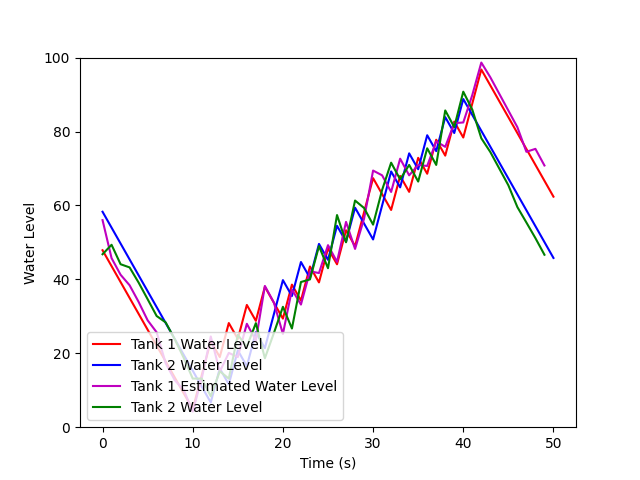 100
80
60
40
20
0
Water Level
Tank 1 Water Level
Tank 2 Water Level
Tank 1 Estimated Water Level
Tank 2 Water Level
0 10 20 30 40 50
Time (s)